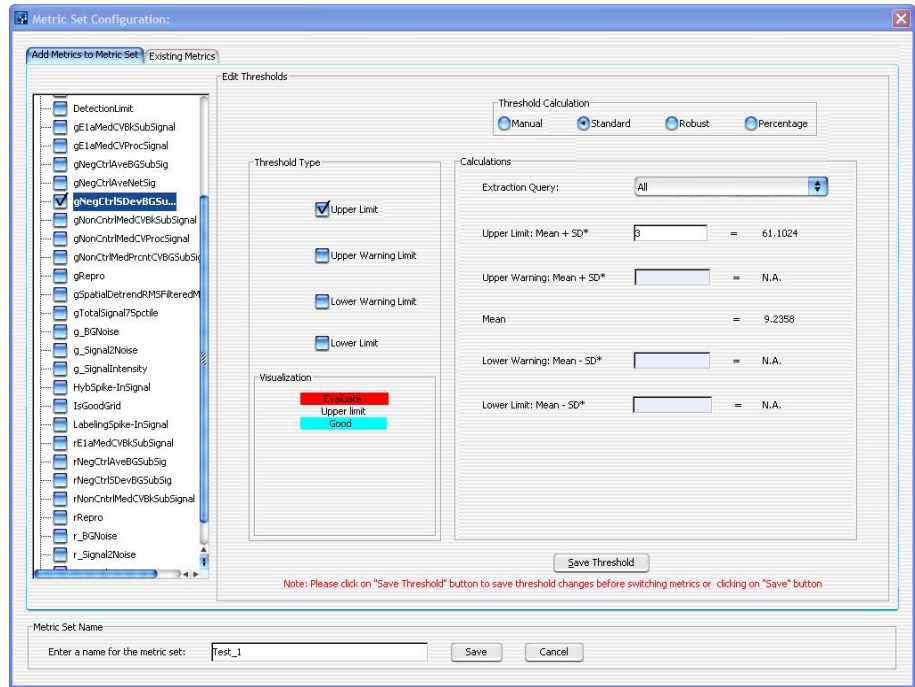 Metric Set Configuration:
Add Metrics to Metric Set
Existing Metrics
DetectionLimit
gE1aMedCVBkSubSignal
gE1aMedCVProcSignal
gNegCtrlAveBGSubSig
gNegCtrlAveNetSig
gNegCtrlSDevBGSu...
gNonCntrlMedCVBkSubSignal
gNonCntrlMedCVProcSignal
gNonCntrlMedPrcntCVBGSubSig
gRepro
gSpatialDetrendRMSFilteredM
gTotalSignal75pctile
g_BGNoise
g_Signal2Noise
g_SignalIntensity
HybSpike-InSignal
IsGoodGrid
LabelingSpike-InSignal
rE1aMedCVBkSubSignal
rNegCtrlAveBGSubSig
rNegCtrlSDevBGSubSig
rNonCntrlMedCVBkSubSignal
rRepro
r_BGNoise
r_Signal2Noise
Edit Thresholds
Threshold Calculation
Manual Standard Robust Percentage
Threshold Type
Upper Limit
Upper Warning Limit
Lower Warning Limit
Lower Limit
Visualization
Evaluate
Upper limit
Good
Calculations
Extraction Query: All
Upper Limit: Mean + SD* 3 = 61.1024
Upper Warning: Mean + SD* = N.A.
Mean = 9.2358
Lower Warning: Mean - SD* = N.A.
Lower Limit: Mean - SD* = N.A.
Save Threshold
Note: Please click on "Save Threshold" button to save threshold changes before switching metrics or clicking on "Save" button
Metric Set Name
Enter a name for the metric set: Test_1 Save Cancel